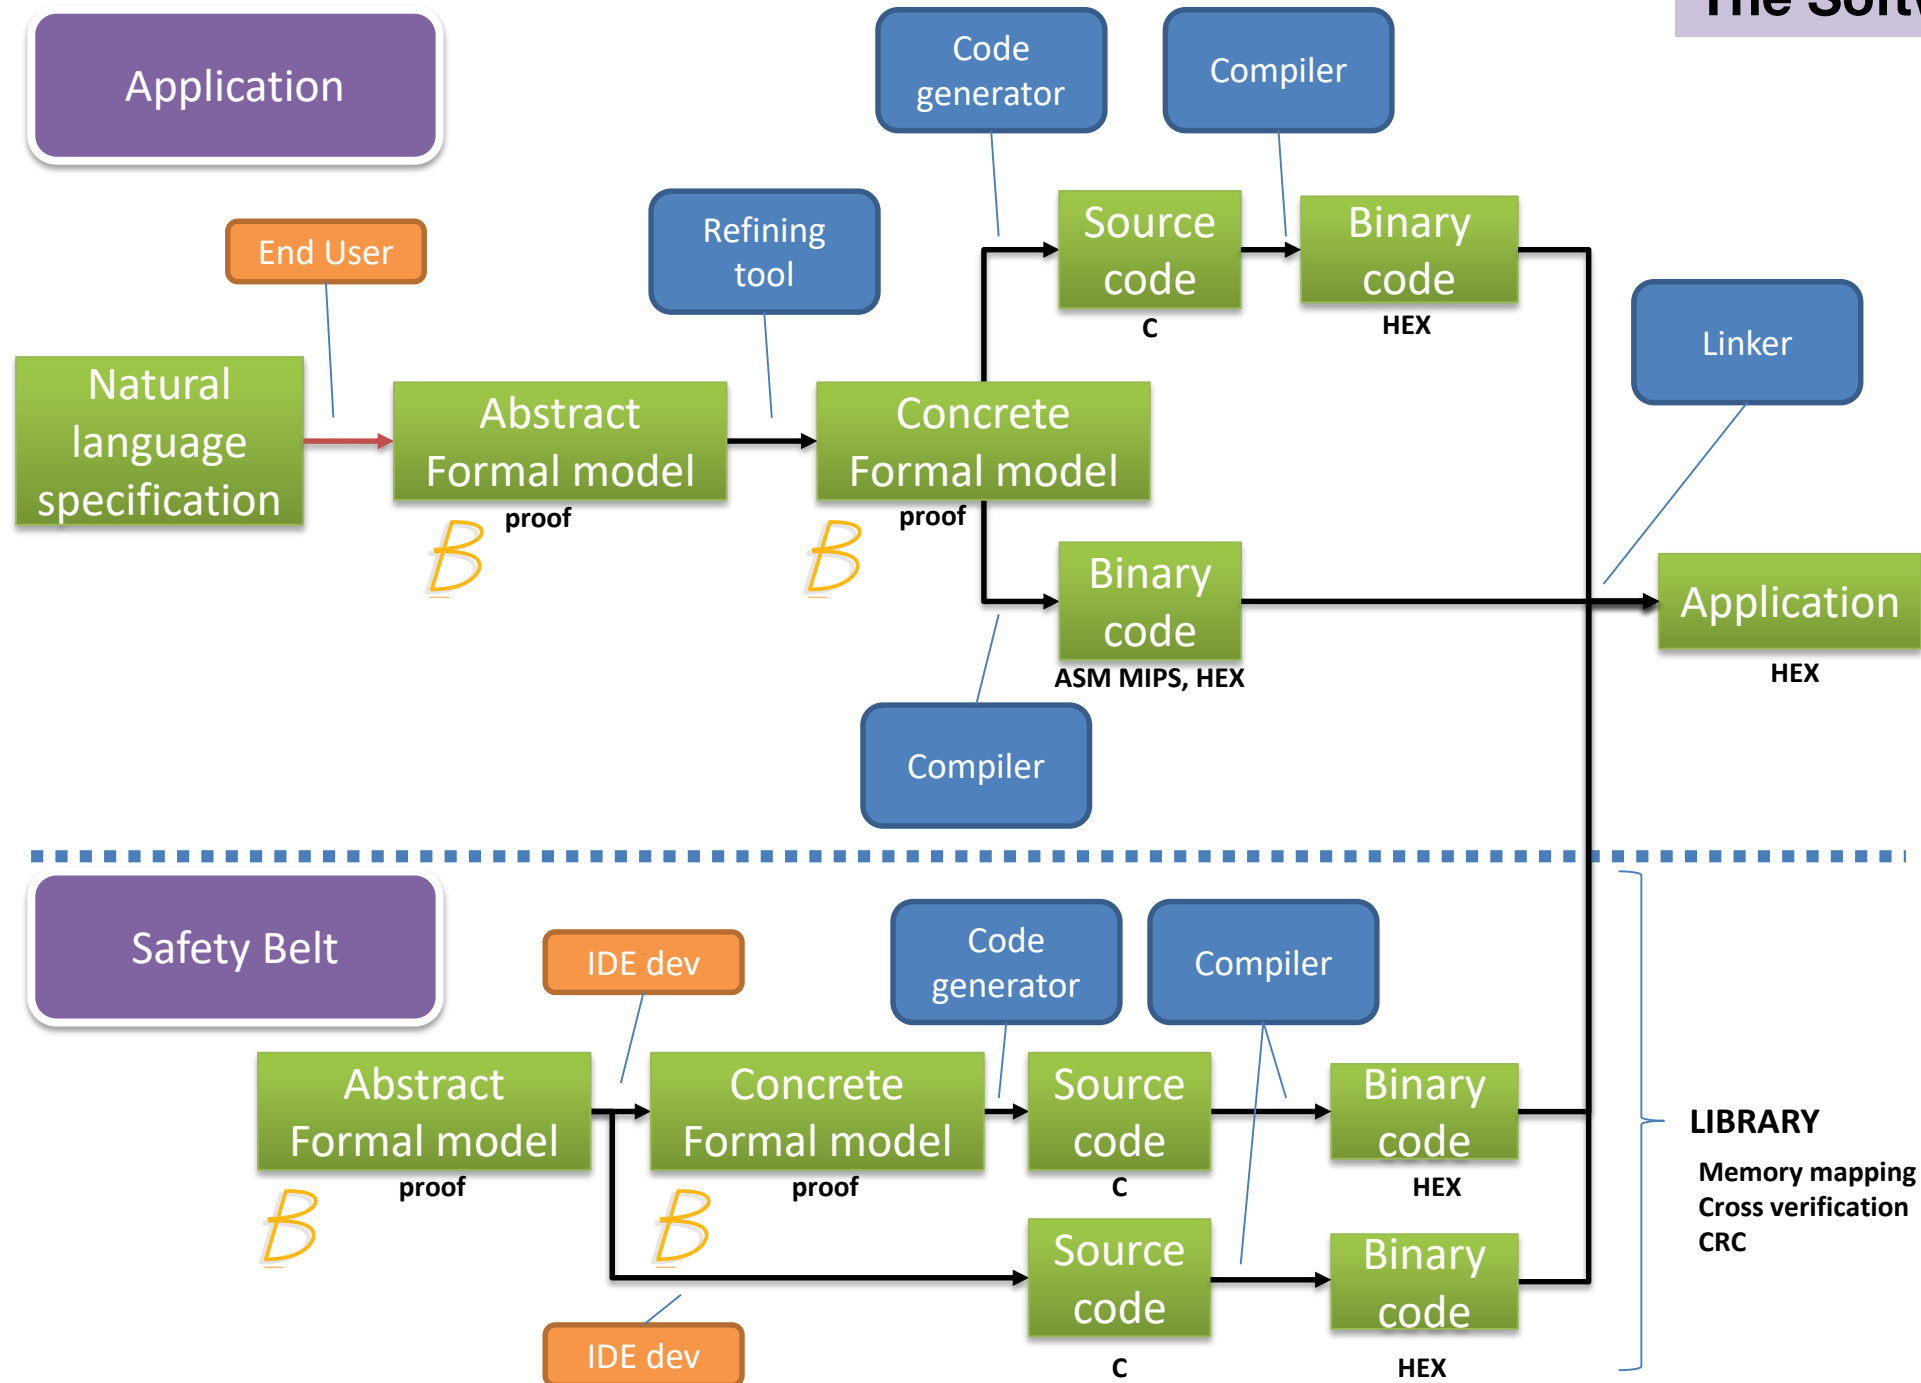 The Softw
Application
Code
generator
Compiler
End User
Refining
tool
Source
code
C
Binary
code
HEX
Linker
Natural
language
specification
Abstract
Formal model
proof
B
Concrete
Formal model
proof
B
Binary
code
ASM MIPS, HEX
Application
HEX
Compiler
Safety Belt
IDE dev
Code
generator
Compiler
Abstract
Formal model
proof
B
Concrete
Formal model
proof
B
Source
code
C
Binary
code
HEX
LIBRARY
Memory mapping
Cross verification
CRC
Source
code
C
Binary
code
HEX
IDE dev